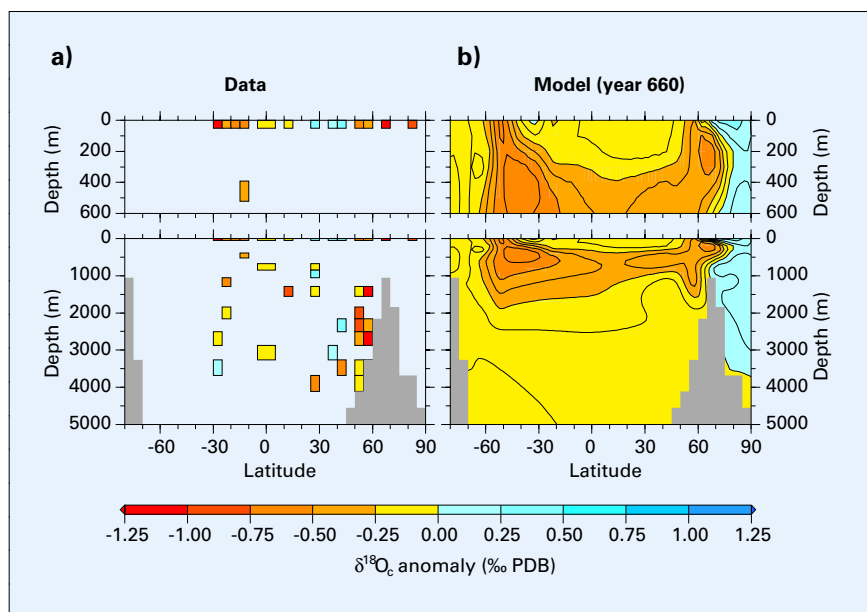 a)
b)
Data
Model (year 660)
0
200
400
600
Depth (m)
0
200
400
600
Depth (m)
0
1000
2000
3000
4000
5000
Depth (m)
0
1000
2000
3000
4000
5000
Depth (m)
-60 -30 0 30 60 90
-60 -30 0 30 60 90
Latitude
Latitude
-1.25 -1.00 -0.75 -0.50 -0.25 0.00 0.25 0.50 0.75 1.00 1.25
δ¹⁸Oc anomaly (‰ PDB)